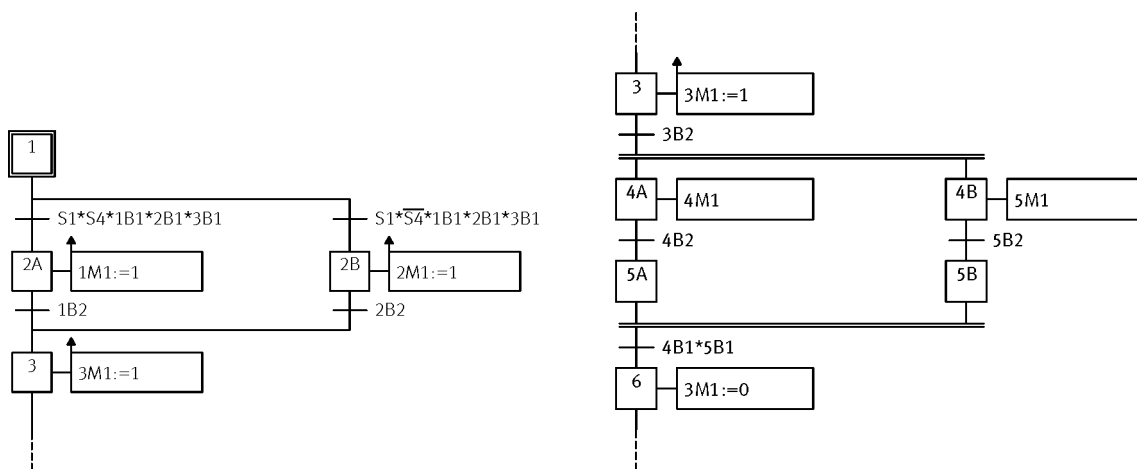 1
S1*S4*1B1*2B1*3B1
S1*S̅4̅*1B1*2B1*3B1
2A
1M1:=1
2B
2M1:=1
1B2
2B2
3
3M1:=1
3
3M1:=1
3B2
4A
4M1
4B
5M1
4B2
5B2
5A
5B
4B1*5B1
6
3M1:=0